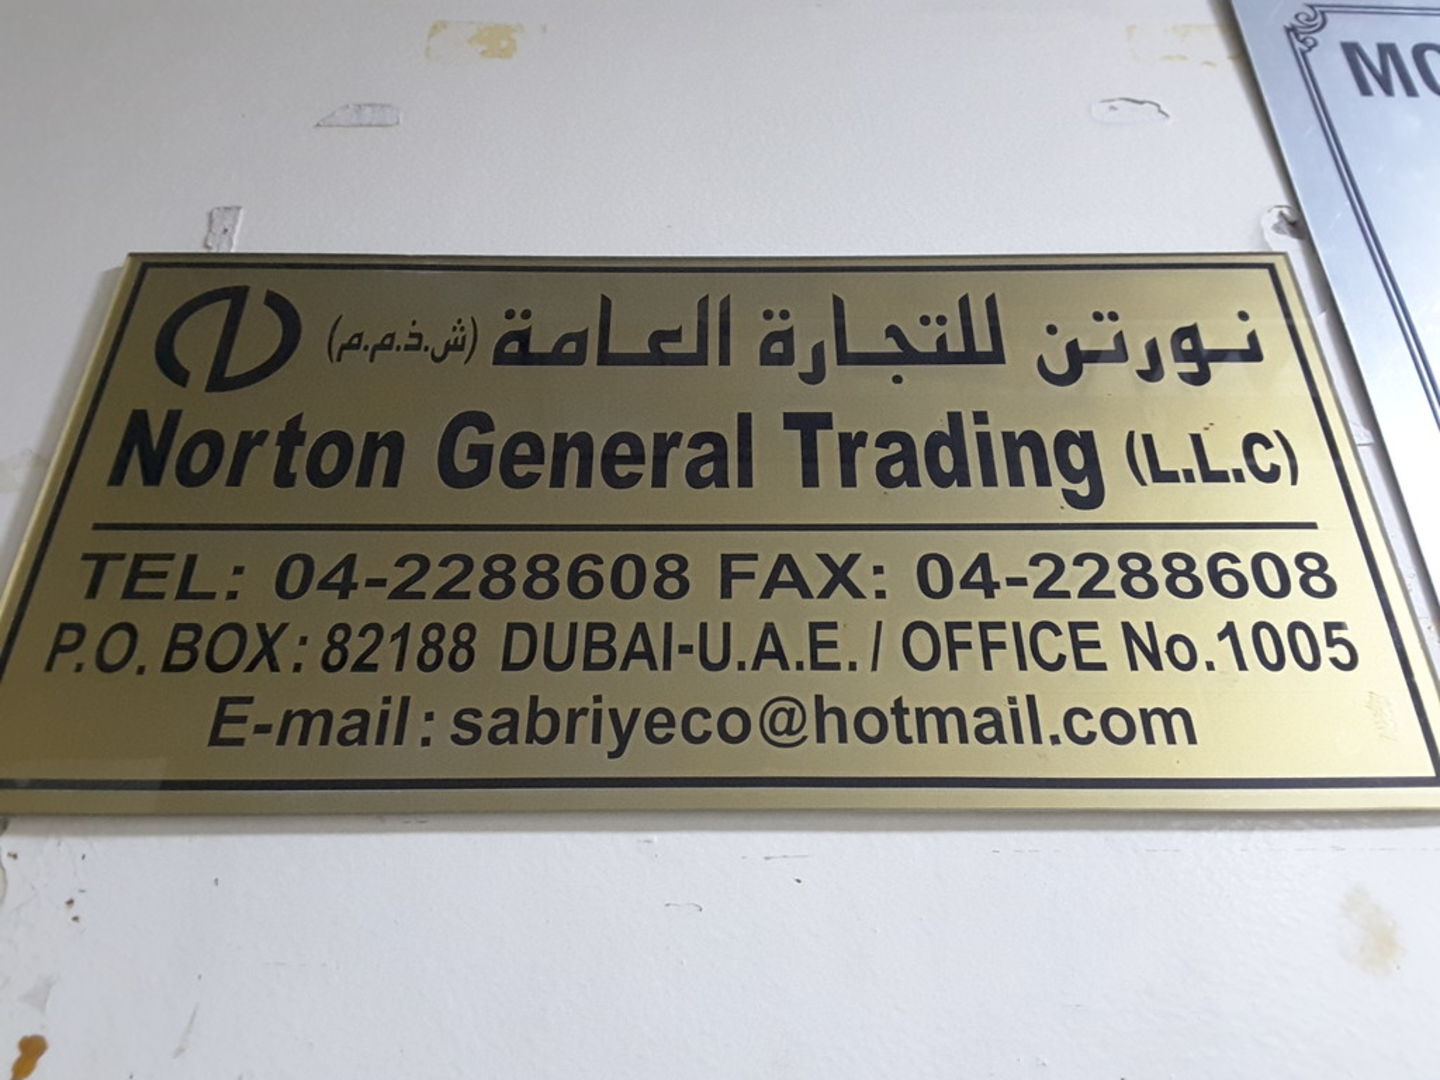 نورتن للتجارة العامة (ش.ذ.م.م)
Norton General Trading (L.L.C)
TEL: 04-2288608 FAX: 04-2288608
P.O. BOX: 82188 DUBAI-U.A.E. / OFFICE No.1005
E-mail: sabriyeco@hotmail.com